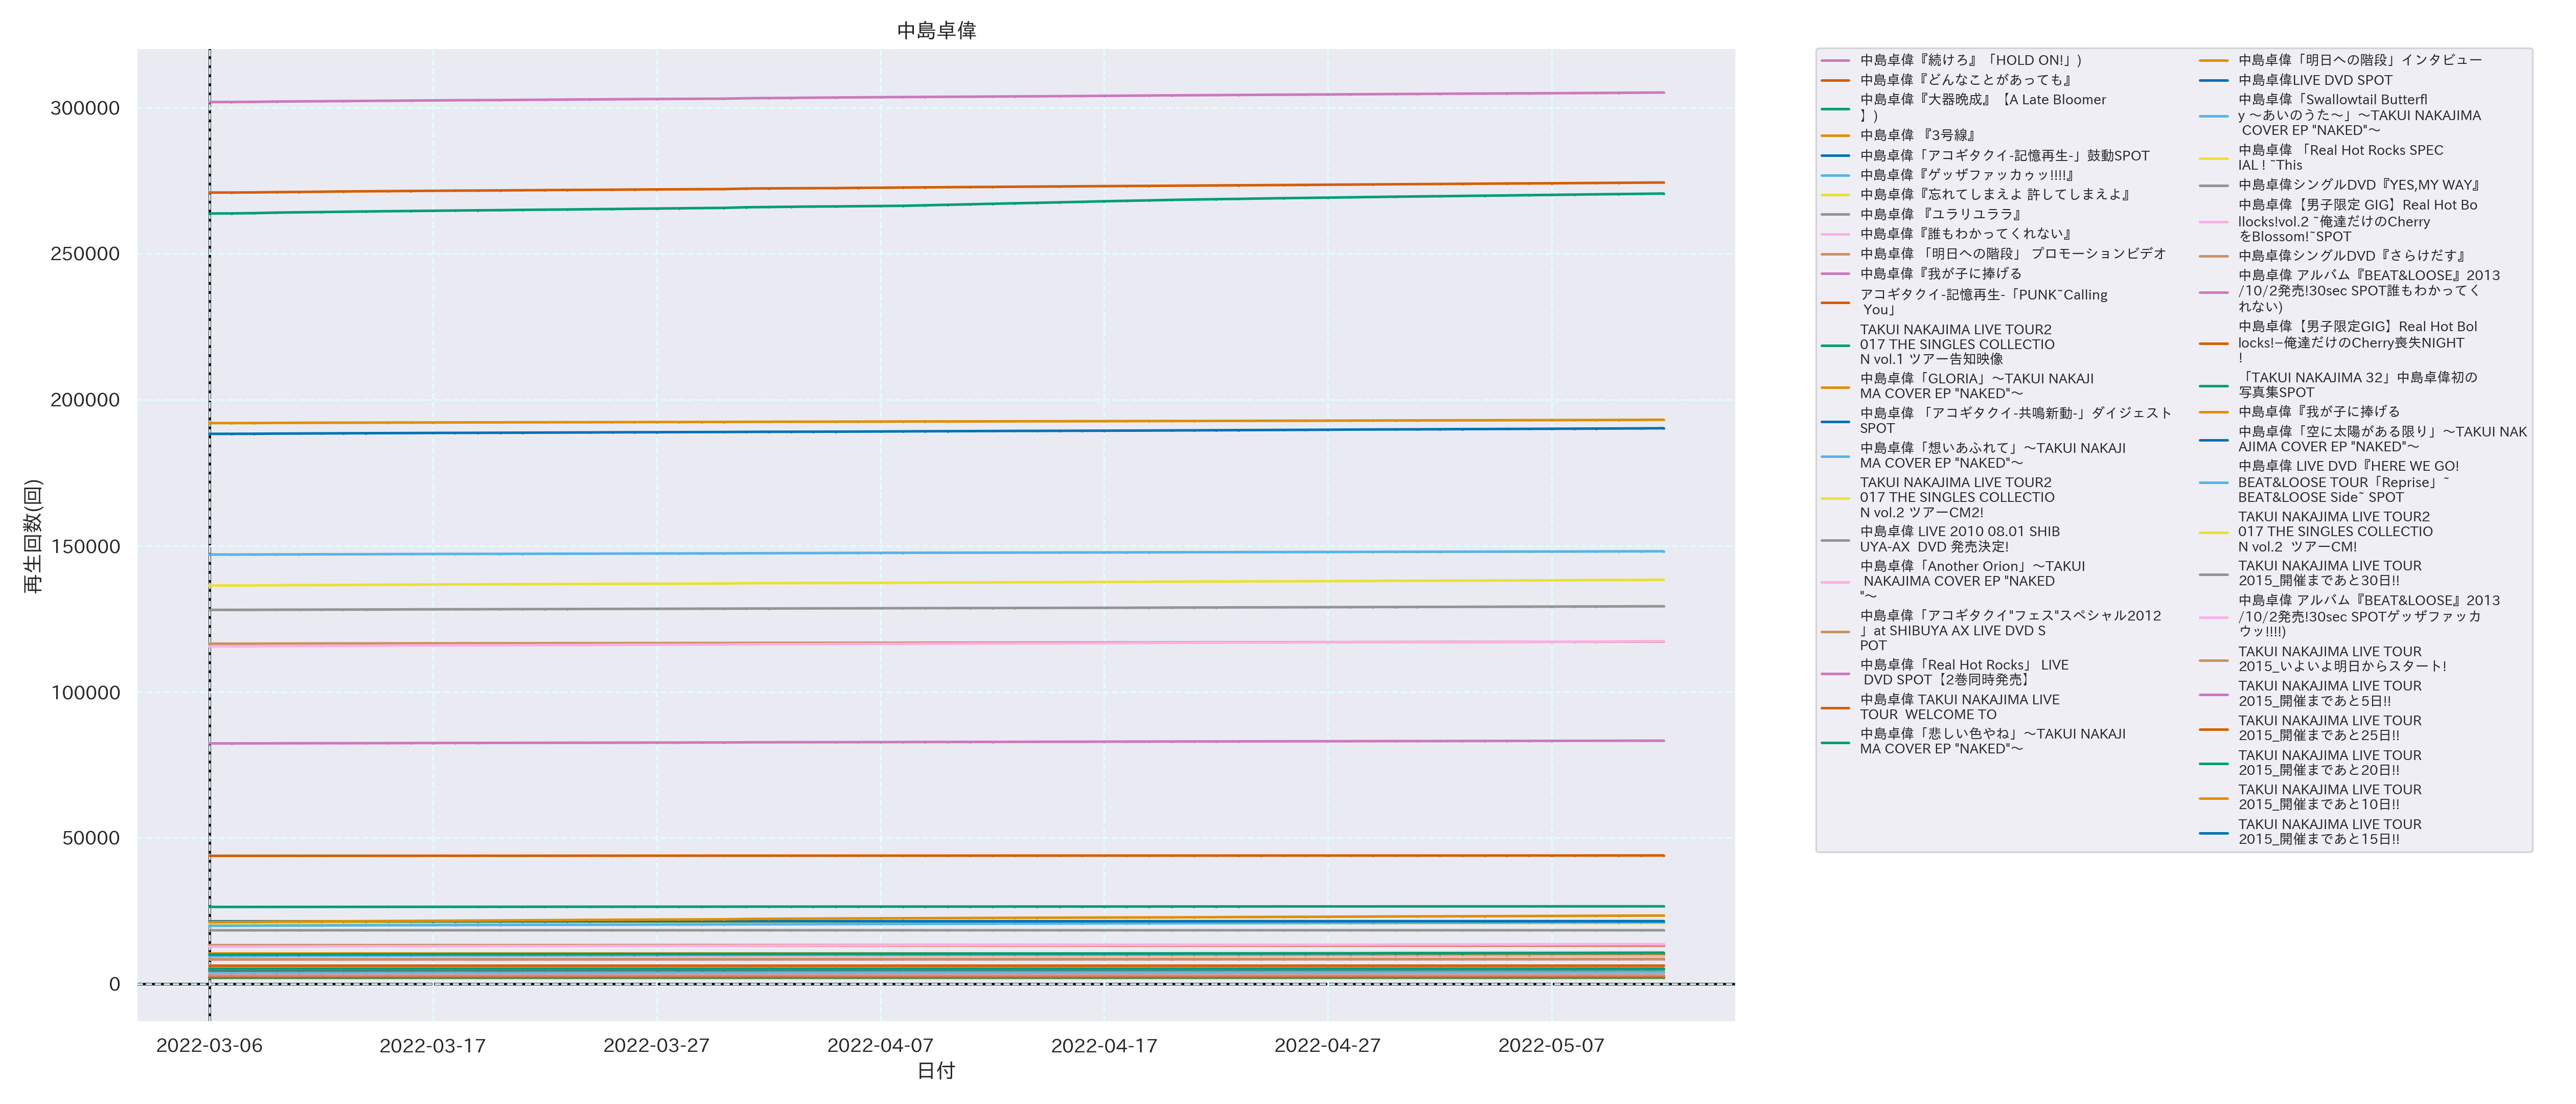 中島卓偉
再生回数(回)
300000
250000
200000
150000
100000
50000
0
2022-03-06
2022-03-17
2022-03-27
2022-04-07
2022-04-17
2022-04-27
2022-05-07
日付
中島卓偉『続けろ』「HOLD ON!」)
中島卓偉『どんなことがあっても』
中島卓偉『大器晩成』【A Late Bloomer
】)
中島卓偉 『3号線』
中島卓偉「アコギタクイ-記憶再生-」鼓動SPOT
中島卓偉『ゲッザファッカゥッ!!!!』
中島卓偉『忘れてしまえよ 許してしまえよ』
中島卓偉 『ユラリユララ』
中島卓偉『誰もわかってくれない』
中島卓偉 「明日への階段」 プロモーションビデオ
中島卓偉『我が子に捧げる
アコギタクイ-記憶再生-「PUNK~Calling
You」
TAKUI NAKAJIMA LIVE TOUR2
017 THE SINGLES COLLECTIO
N vol.1 ツアー告知映像
中島卓偉「GLORIA」〜TAKUI NAKAJI
MA COVER EP "NAKED"〜
中島卓偉 「アコギタクイ-共鳴新動-」ダイジェスト
SPOT
中島卓偉「想いあふれて」〜TAKUI NAKAJI
MA COVER EP "NAKED"〜
TAKUI NAKAJIMA LIVE TOUR2
017 THE SINGLES COLLECTIO
N vol.2 ツアーCM2!
中島卓偉 LIVE 2010 08.01 SHIB
UYA-AX  DVD 発売決定!
中島卓偉「Another Orion」〜TAKUI
NAKAJIMA COVER EP "NAKED
"〜
中島卓偉「アコギタクイ"フェス"スペシャル2012
」at SHIBUYA AX LIVE DVD S
POT
中島卓偉「Real Hot Rocks」 LIVE
DVD SPOT【2巻同時発売】
中島卓偉 TAKUI NAKAJIMA LIVE
TOUR  WELCOME TO
中島卓偉「悲しい色やね」〜TAKUI NAKAJI
MA COVER EP "NAKED"〜
中島卓偉「明日への階段」インタビュー
中島卓偉LIVE DVD SPOT
中島卓偉「Swallowtail Butterfl
y 〜あいのうた〜」〜TAKUI NAKAJIMA
COVER EP "NAKED"〜
中島卓偉 「Real Hot Rocks SPEC
IAL ! ~This
中島卓偉シングルDVD『YES,MY WAY』
中島卓偉【男子限定 GIG】Real Hot Bo
llocks!vol.2 ~俺達だけのCherry
をBlossom!~SPOT
中島卓偉シングルDVD『さらけだす』
中島卓偉 アルバム『BEAT&LOOSE』2013
/10/2発売!30sec SPOT誰もわかってく
れない)
中島卓偉【男子限定GIG】Real Hot Bol
locks!−俺達だけのCherry喪失NIGHT
!
「TAKUI NAKAJIMA 32」中島卓偉初の
写真集SPOT
中島卓偉『我が子に捧げる
中島卓偉「空に太陽がある限り」〜TAKUI NAK
AJIMA COVER EP "NAKED"〜
中島卓偉 LIVE DVD『HERE WE GO!
BEAT&LOOSE TOUR「Reprise」~
BEAT&LOOSE Side~ SPOT
TAKUI NAKAJIMA LIVE TOUR2
017 THE SINGLES COLLECTIO
N vol.2  ツアーCM!
TAKUI NAKAJIMA LIVE TOUR
2015_開催まであと30日!!
中島卓偉 アルバム『BEAT&LOOSE』2013
/10/2発売!30sec SPOTゲッザファッカ
ウッ!!!!)
TAKUI NAKAJIMA LIVE TOUR
2015_いよいよ明日からスタート!
TAKUI NAKAJIMA LIVE TOUR
2015_開催まであと5日!!
TAKUI NAKAJIMA LIVE TOUR
2015_開催まであと25日!!
TAKUI NAKAJIMA LIVE TOUR
2015_開催まであと20日!!
TAKUI NAKAJIMA LIVE TOUR
2015_開催まであと10日!!
TAKUI NAKAJIMA LIVE TOUR
2015_開催まであと15日!!